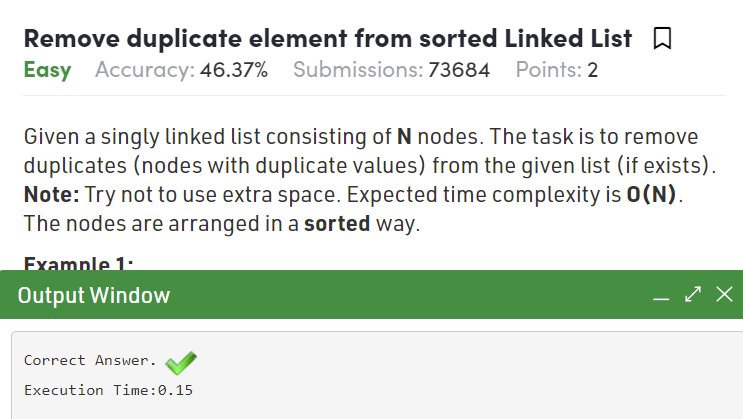 Remove duplicate element from sorted Linked List
Easy Accuracy: 46.37% Submissions: 73684 Points: 2
Given a singly linked list consisting of N nodes. The task is to remove
duplicates (nodes with duplicate values) from the given list (if exists).
Note: Try not to use extra space. Expected time complexity is O(N).
The nodes are arranged in a sorted way.
Example 1:
Output Window
Correct Answer.
Execution Time:0.15